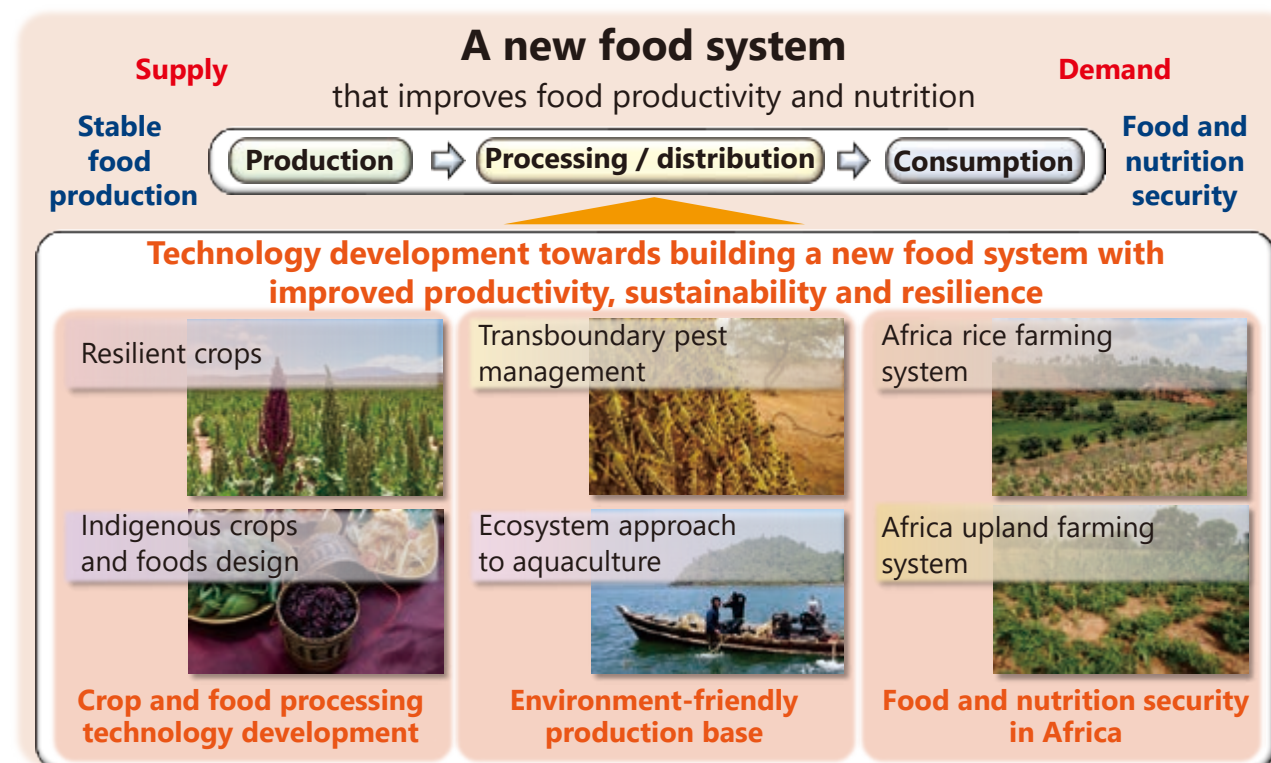 A new food system
that improves food productivity and nutrition
Supply
Demand
Stable
food
production
Production
Processing / distribution
Consumption
Food and
nutrition
security
Technology development towards building a new food system with
improved productivity, sustainability and resilience
Resilient crops
Indigenous crops
and foods design
Crop and food processing
technology development
Transboundary pest
management
Ecosystem approach
to aquaculture
Environment-friendly
production base
Africa rice farming
system
Africa upland farming
system
Food and nutrition security
in Africa